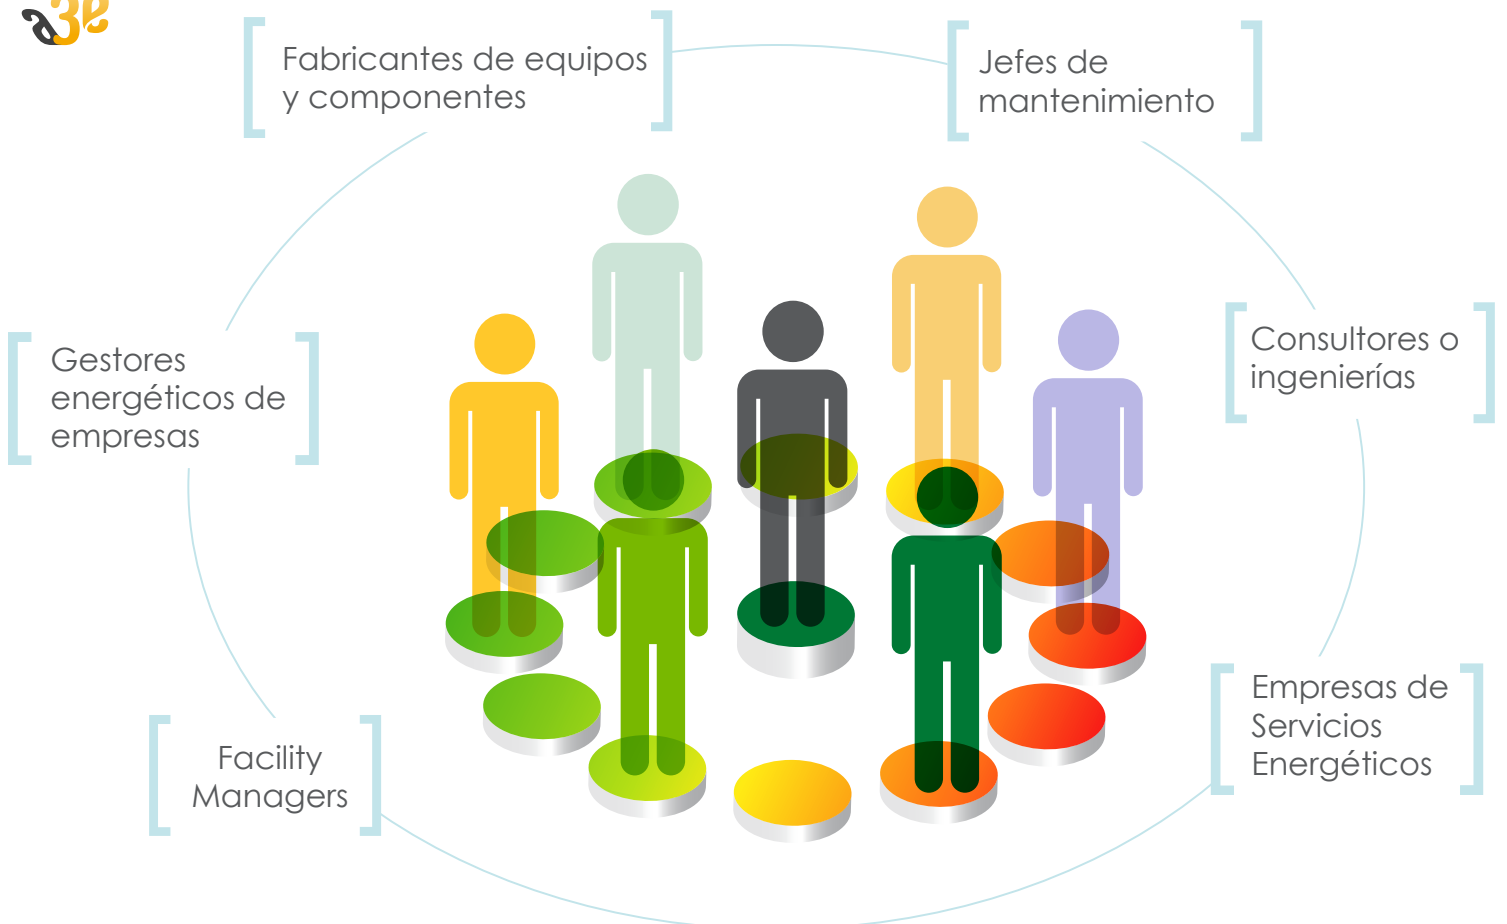 a3e
Fabricantes de equipos
y componentes
Jefes de
mantenimiento
Gestores
energéticos de
empresas
Consultores o
ingenierías
Facility
Managers
Empresas de
Servicios
Energéticos